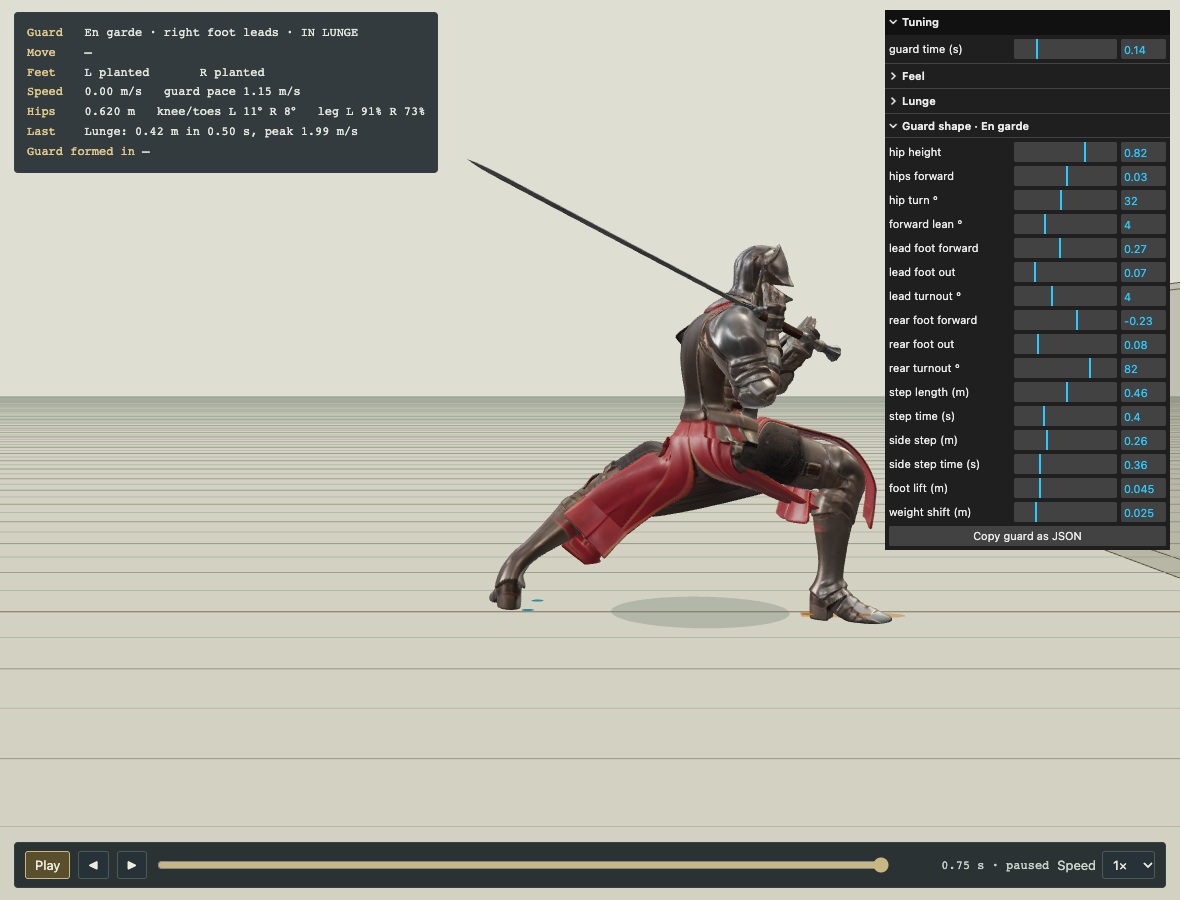 Guard En garde · right foot leads · IN LUNGE
Move —
Feet L planted R planted
Speed 0.00 m/s guard pace 1.15 m/s
Hips 0.620 m knee/toes L 11° R 8° leg L 91% R 73%
Last Lunge: 0.42 m in 0.50 s, peak 1.99 m/s
Guard formed in —
Tuning
guard time (s) 0.14
Feel
Lunge
Guard shape · En garde
hip height 0.82
hips forward 0.03
hip turn ° 32
forward lean ° 4
lead foot forward 0.27
lead foot out 0.07
lead turnout ° 4
rear foot forward -0.23
rear foot out 0.08
rear turnout ° 82
step length (m) 0.46
step time (s) 0.4
side step (m) 0.26
side step time (s) 0.36
foot lift (m) 0.045
weight shift (m) 0.025
Copy guard as JSON
Play ◀ ▶ 0.75 s · paused Speed 1×